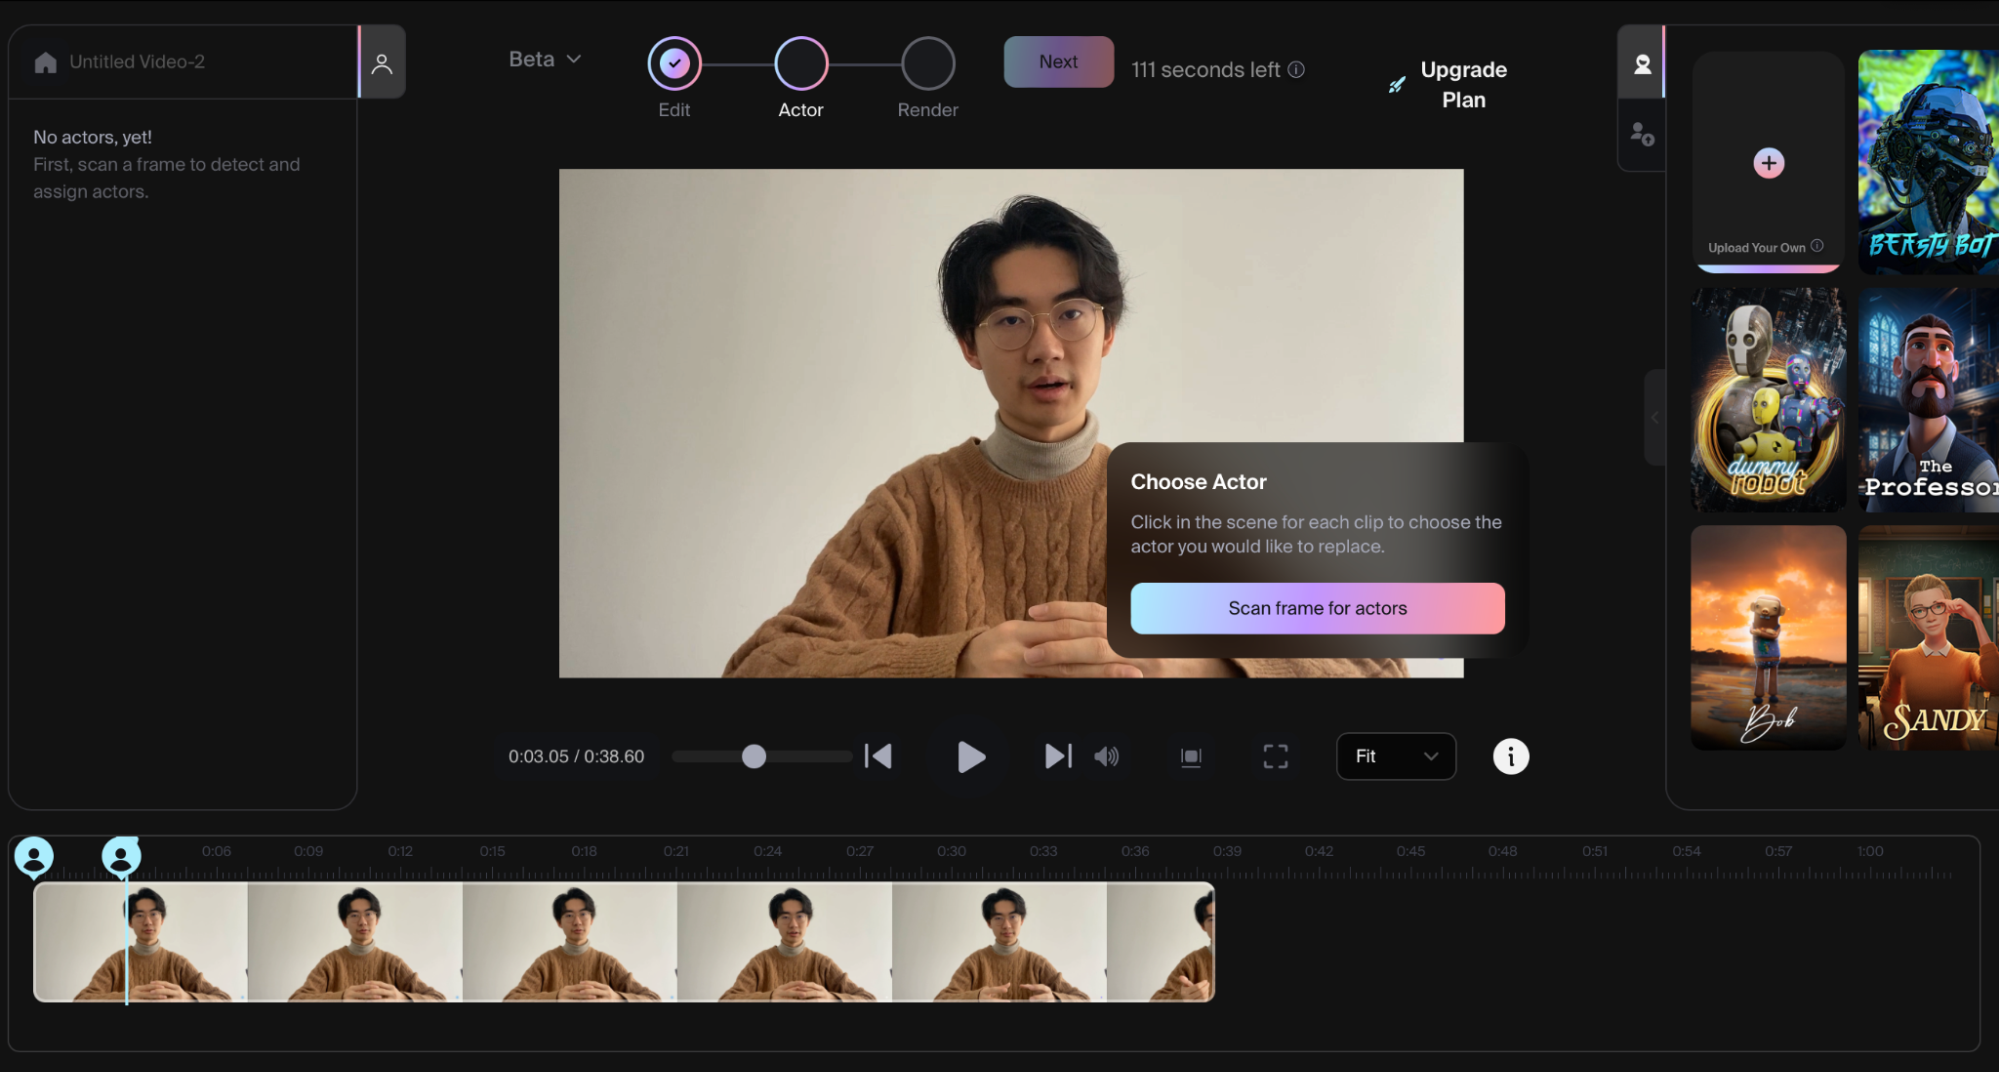 Untitled Video-2
No actors, yet!
First, scan a frame to detect and
assign actors.
Beta
Edit
Actor
Render
Next
111 seconds left
Upgrade
Plan
Choose Actor
Click in the scene for each clip to choose the
actor you would like to replace.
Scan frame for actors
0:03.05 / 0:38.60
Fit
Upload Your Own
BEASTY BOT
dummy
robot
The
Professor
Bob
SANDY
0:06
0:09
0:12
0:15
0:18
0:21
0:24
0:27
0:30
0:33
0:36
0:39
0:42
0:45
0:48
0:51
0:54
0:57
1:00